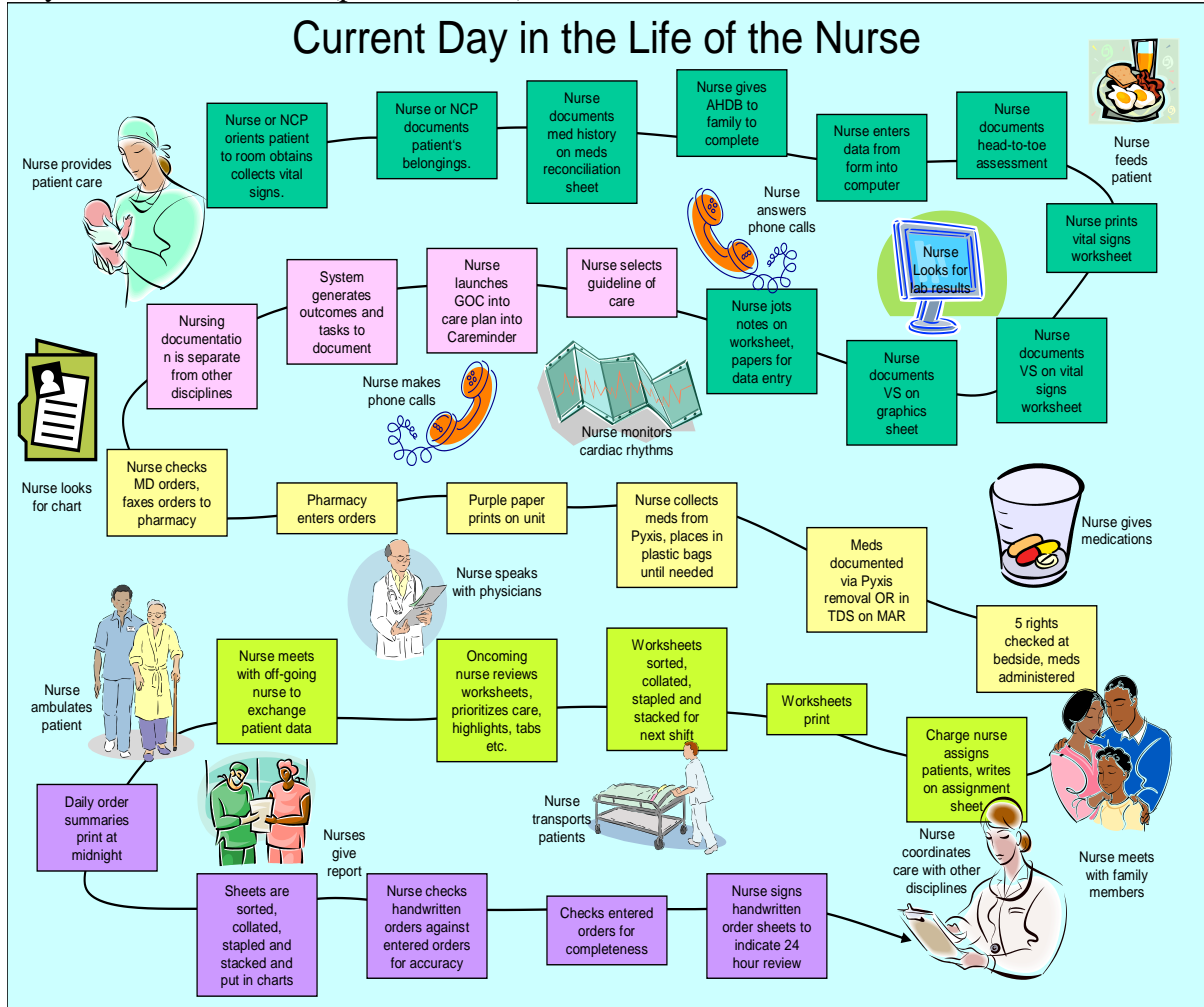 Current Day in the Life of the Nurse
Nurse provides
patient care
Nurse or NCP
orients patient
to room obtains
collects vital
signs.
Nurse or NCP
documents
patient's
belongings.
Nurse
documents
med history
on meds
reconciliation
sheet
Nurse gives
AHDB to
family to
complete
Nurse enters
data from
form into
computer
Nurse
documents
head-to-toe
assessment
Nurse
feeds
patient
Nurse prints
vital signs
worksheet
Nurse
answers
phone calls
Nurse
Looks for
lab results
Nurse
documents
VS on vital
signs
worksheet
Nurse
documents
VS on
graphics
sheet
Nurse jots
notes on
worksheet,
papers for
data entry
Nurse selects
guideline of
care
Nurse
launches
GOC into
care plan into
Careminder
System
generates
outcomes and
tasks to
document
Nursing
documentatio
n is separate
from other
disciplines
Nurse makes
phone calls
Nurse monitors
cardiac rhythms
Nurse looks
for chart
Nurse checks
MD orders,
faxes orders to
pharmacy
Pharmacy
enters orders
Purple paper
prints on unit
Nurse collects
meds from
Pyxis, places in
plastic bags
until needed
Meds
documented
via Pyxis
removal OR in
TDS on MAR
Nurse gives
medications
5 rights
checked at
bedside, meds
administered
Nurse speaks
with physicians
Nurse
ambulates
patient
Nurse meets
with off-going
nurse to
exchange
patient data
Oncoming
nurse reviews
worksheets,
prioritizes care,
highlights, tabs
etc.
Worksheets
sorted,
collated,
stapled and
stacked for
next shift
Worksheets
print
Charge nurse
assigns
patients, writes
on assignment
sheet
Nurse meets
with family
members
Daily order
summaries
print at
midnight
Nurses
give
report
Nurse
transports
patients
Nurse
coordinates
care with other
disciplines
Sheets are
sorted,
collated,
stapled and
stacked and
put in charts
Nurse checks
handwritten
orders against
entered orders
for accuracy
Checks entered
orders for
completeness
Nurse signs
handwritten
order sheets to
indicate 24
hour review